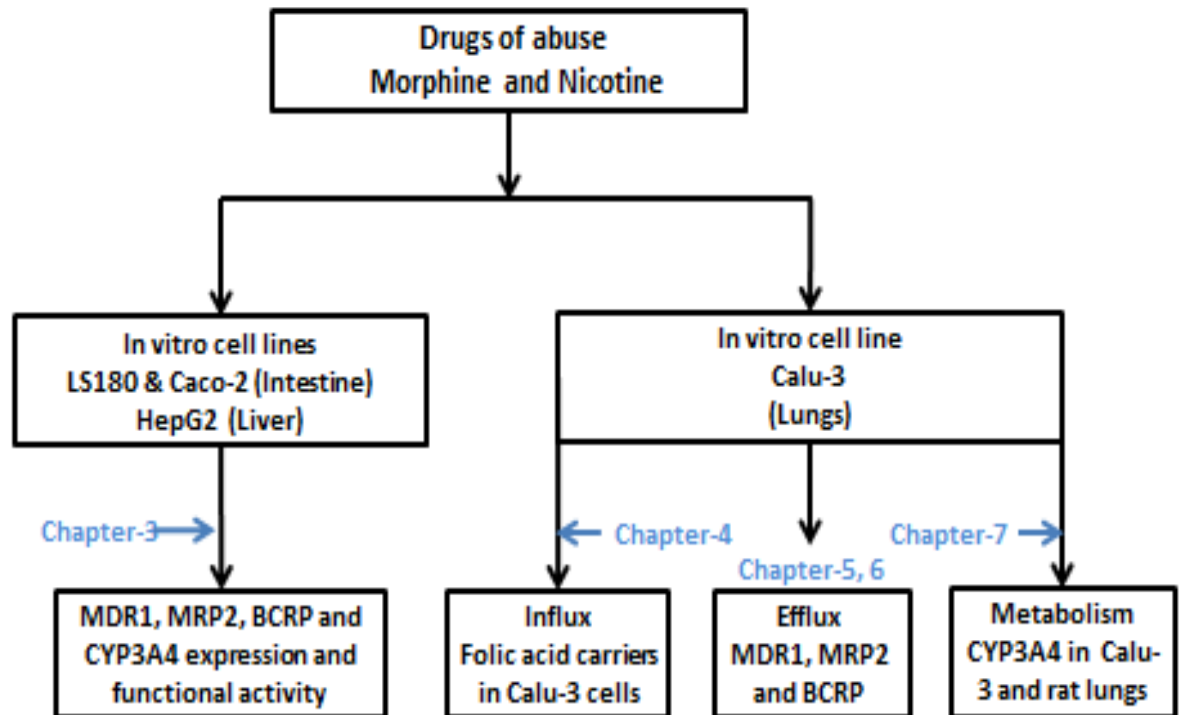 Drugs of abuse
Morphine and Nicotine
In vitro cell lines
LS180 & Caco-2 (Intestine)
HepG2 (Liver)
In vitro cell line
Calu-3
(Lungs)
Chapter-3
Chapter-4
Chapter-5, 6
Chapter-7
MDR1, MRP2, BCRP and
CYP3A4 expression and
functional activity
Influx
Folic acid carriers
in Calu-3 cells
Efflux
MDR1, MRP2
and BCRP
Metabolism
CYP3A4 in Calu-
3 and rat lungs